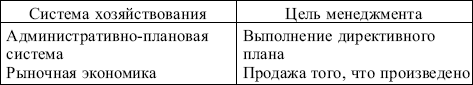 Система хозяйствования Цель менеджмента
Административно-плановая система Выполнение директивного плана
Рыночная экономика Продажа того, что произведено